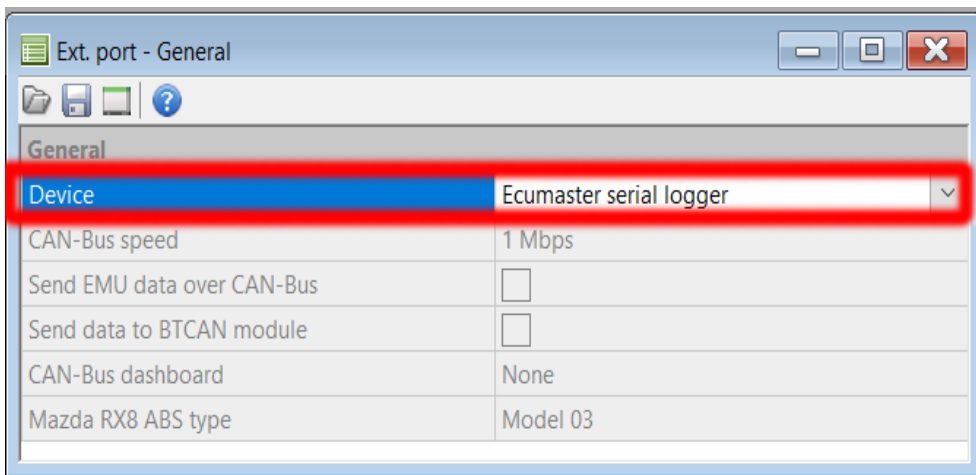 Ext. port - General
General
Device Ecumaster serial logger
CAN-Bus speed 1 Mbps
Send EMU data over CAN-Bus
Send data to BTCAN module
CAN-Bus dashboard None
Mazda RX8 ABS type Model 03